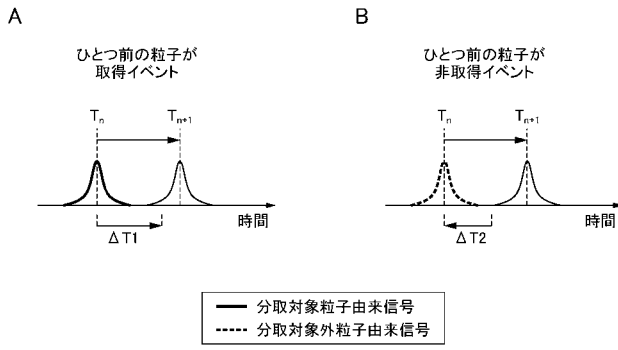 A
ひとつ前の粒子が
取得イベント
Tn
Tn+1
時間
ΔT1
B
ひとつ前の粒子が
非取得イベント
Tn
Tn+1
時間
ΔT2
分取対象粒子由来信号
分取対象外粒子由来信号